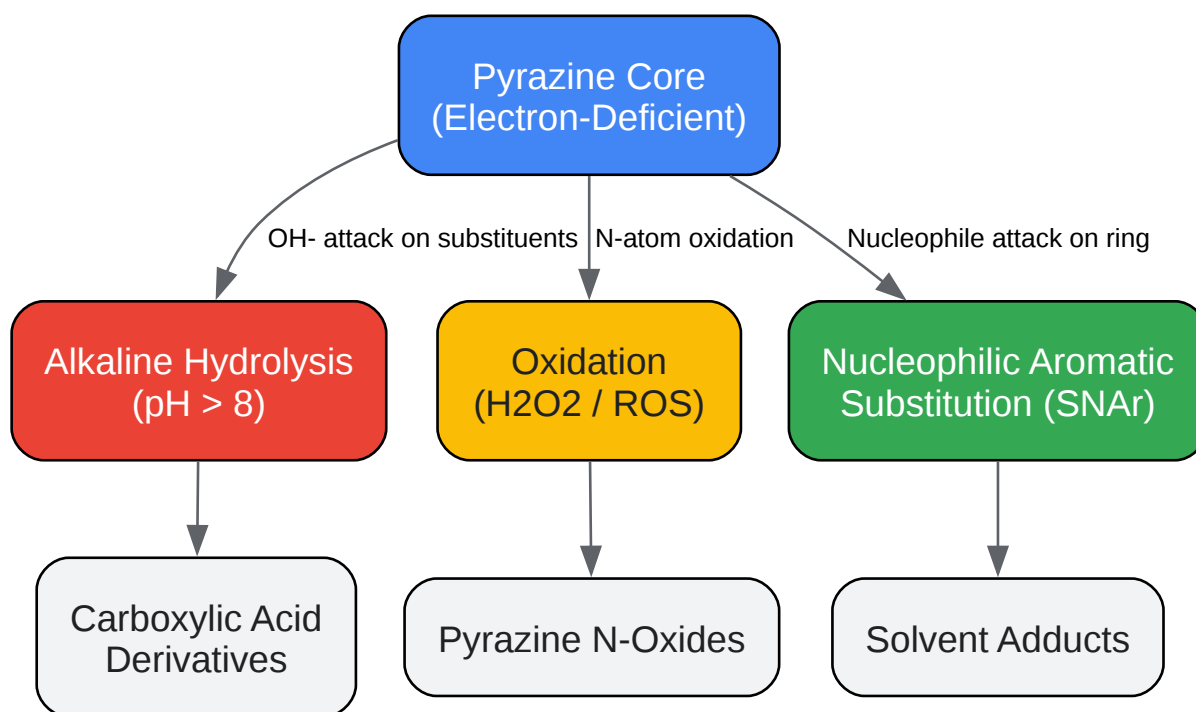 Pyrazine Core
(Electron-Deficient)
OH- attack on substituents
N-atom oxidation
Nucleophile attack on ring
Alkaline Hydrolysis
(pH > 8)
Oxidation
(H2O2 / ROS)
Nucleophilic Aromatic
Substitution (SNAr)
Carboxylic Acid
Derivatives
Pyrazine N-Oxides
Solvent Adducts